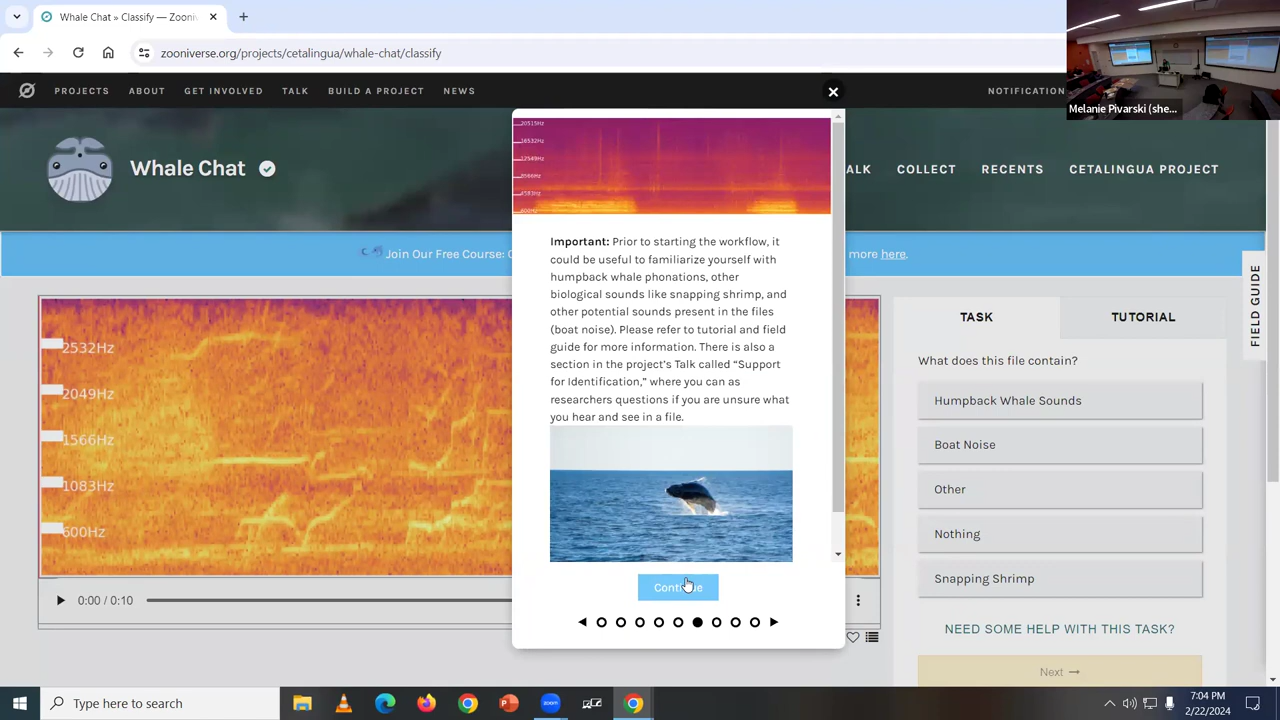 Whale Chat » Classify — Zooni
zooniverse.org/projects/cetalingua/whale-chat/classify
Melanie Pivarski (she...
PROJECTS ABOUT GET INVOLVED TALK BUILD A PROJECT NEWS NOTIFICATION
Whale Chat
ALK COLLECT RECENTS CETALINGUA PROJECT
Join Our Free Course: C
more here.
20515Hz
16532Hz
12549Hz
8566Hz
4583Hz
600Hz
Important: Prior to starting the workflow, it
could be useful to familiarize yourself with
humpback whale phonations, other
biological sounds like snapping shrimp, and
other potential sounds present in the files
(boat noise). Please refer to tutorial and field
guide for more information. There is also a
section in the project's Talk called “Support
for Identification,” where you can as
researchers questions if you are unsure what
you hear and see in a file.
Continue
2532Hz
2049Hz
1566Hz
1083Hz
600Hz
0:00 / 0:10
FIELD GUIDE
TASK TUTORIAL
What does this file contain?
Humpback Whale Sounds
Boat Noise
Other
Nothing
Snapping Shrimp
NEED SOME HELP WITH THIS TASK?
Next →
Type here to search
zoom
7:04 PM
2/22/2024